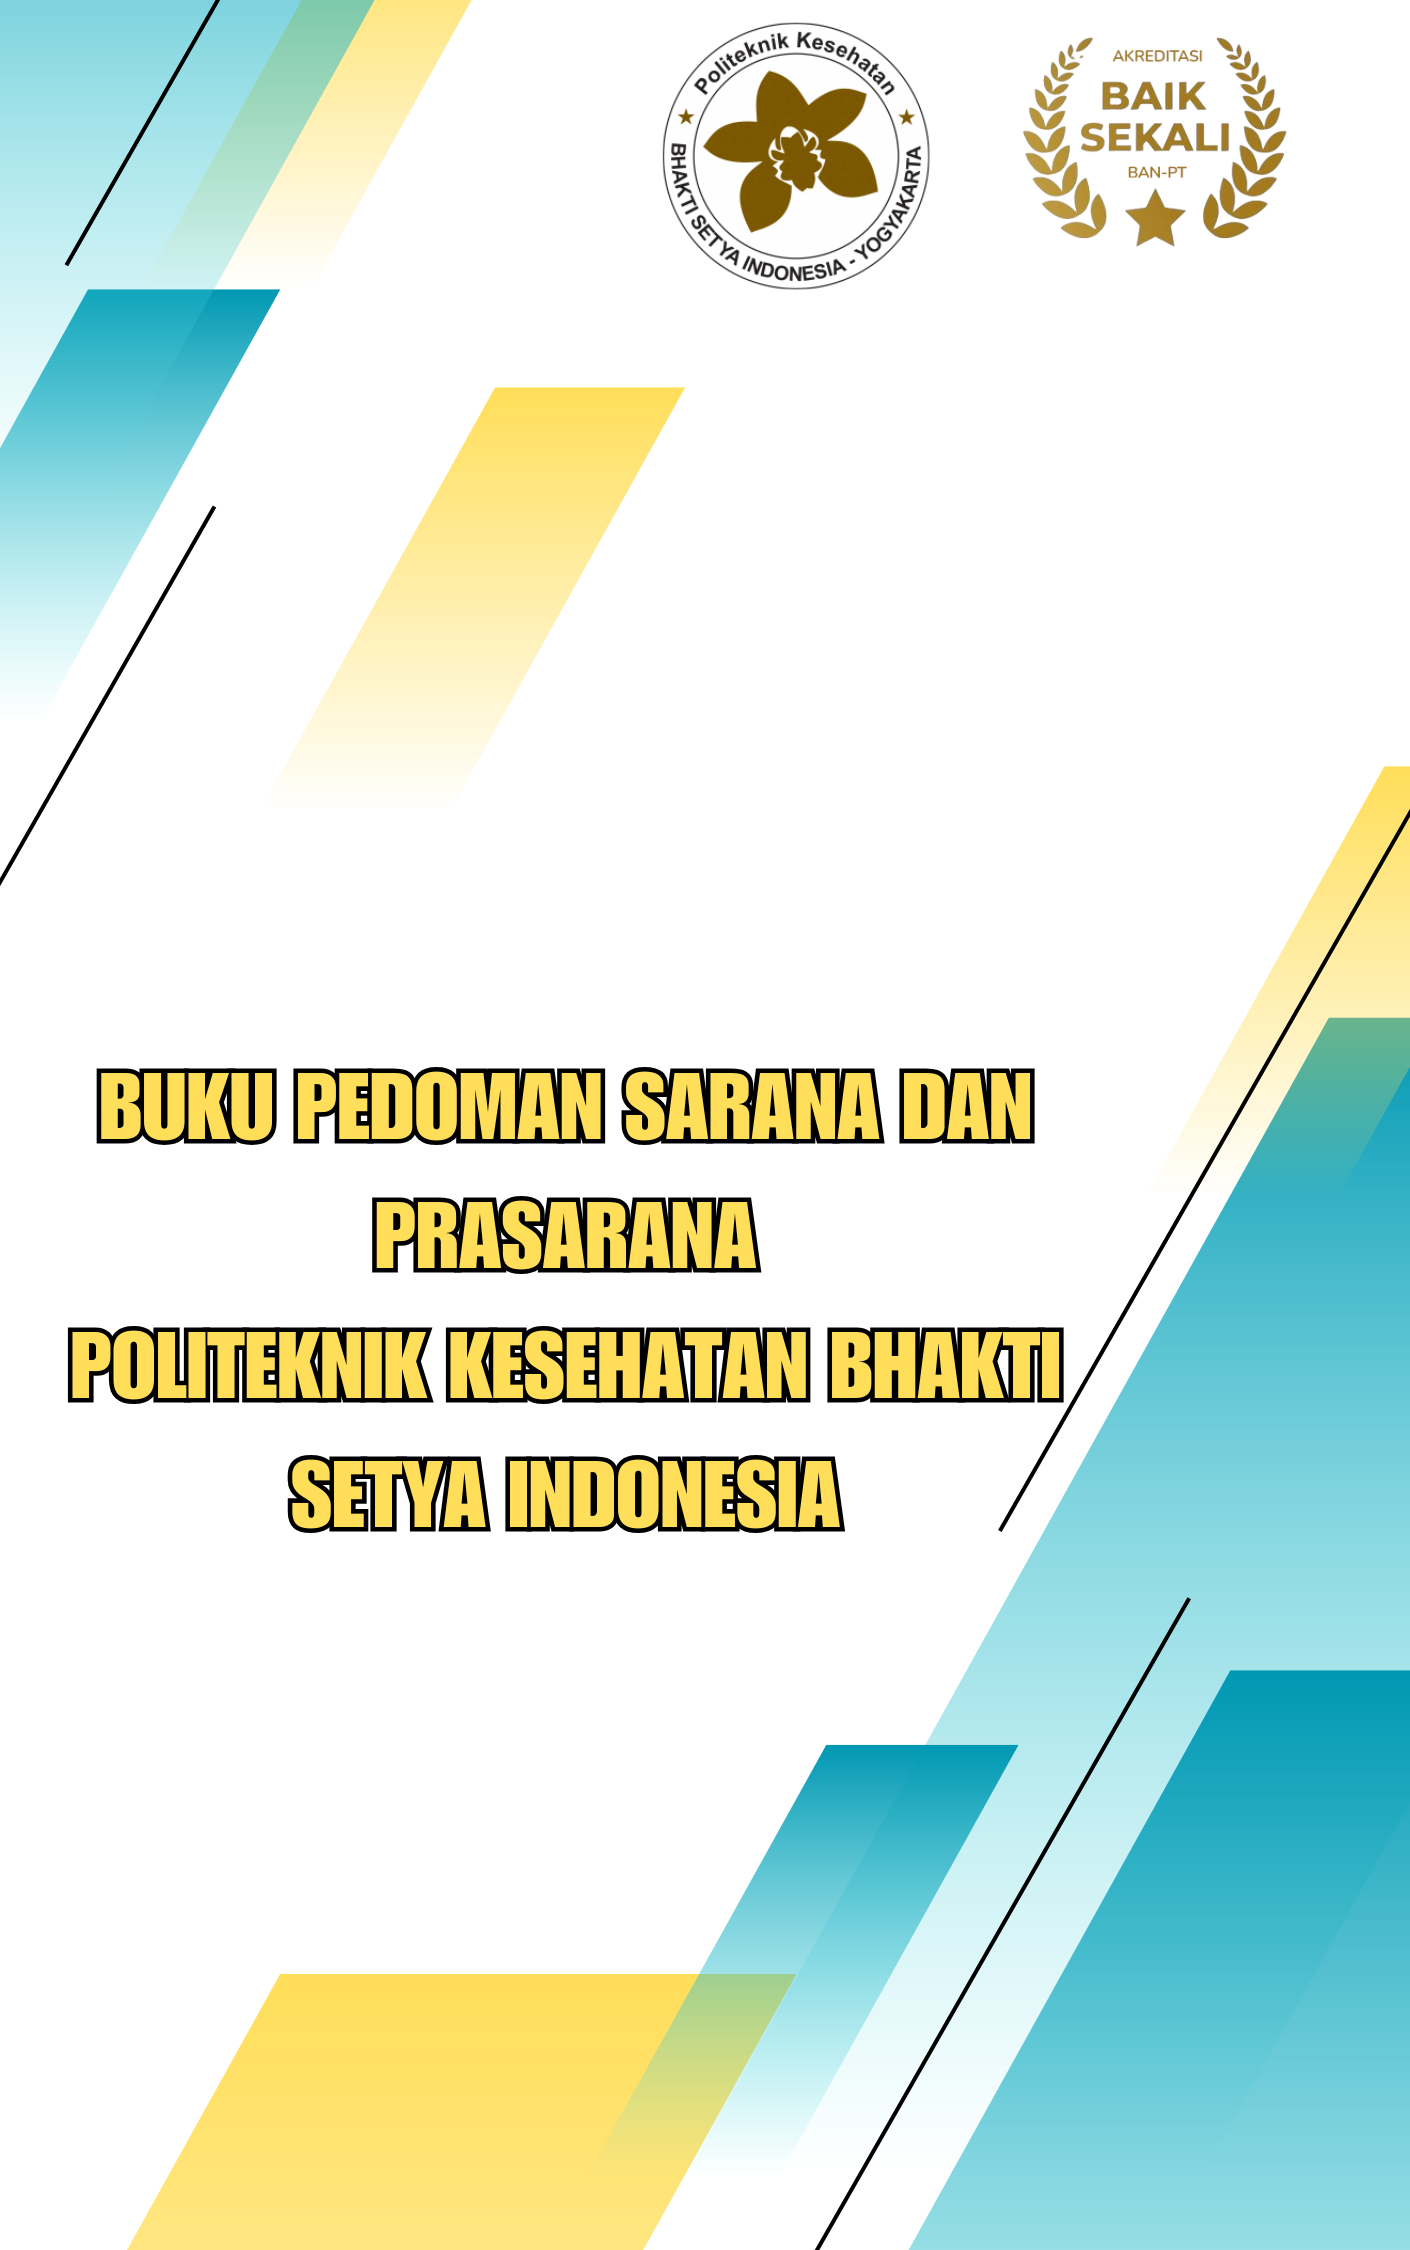 Politeknik Kesehatan
BHAKTI SETYA INDONESIA - YOGYAKARTA
AKREDITASI
BAIK
SEKALI
BAN-PT
BUKU PEDOMAN SARANA DAN
PRASARANA
POLITEKNIK KESEHATAN BHAKTI
SETYA INDONESIA